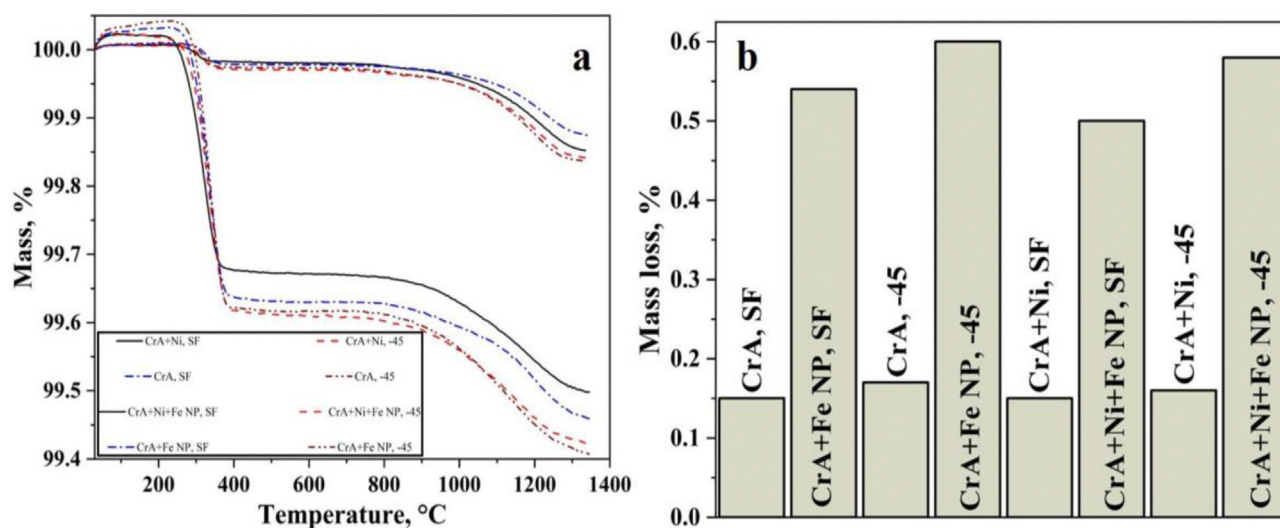 a
100.0
99.9
99.8
99.7
99.6
99.5
99.4
Mass, %
CrA+Ni, SF
CrA+Ni, -45
CrA, SF
CrA, -45
CrA+Ni+Fe NP, SF
CrA+Ni+Fe NP, -45
CrA+Fe NP, SF
CrA+Fe NP, -45
200 400 600 800 1000 1200 1400
Temperature, °C
b
0.6
0.5
0.4
0.3
0.2
0.1
0.0
Mass loss, %
CrA, SF
CrA+Fe NP, SF
CrA, -45
CrA+Fe NP, -45
CrA+Ni, SF
CrA+Ni+Fe NP, SF
CrA+Ni, -45
CrA+Ni+Fe NP, -45